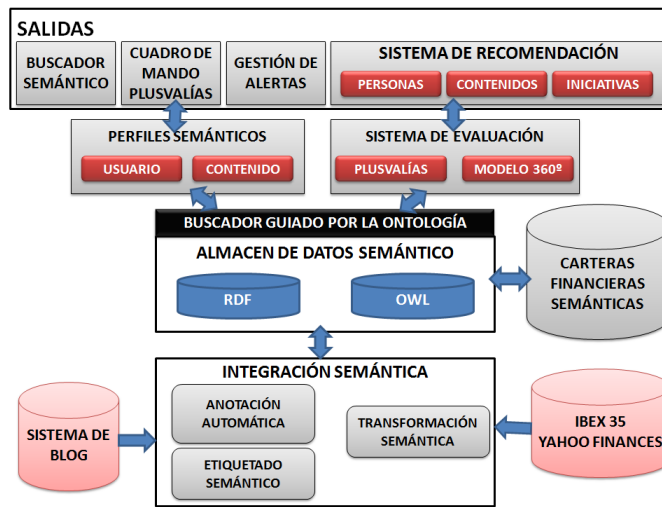 SALIDAS
BUSCADOR
SEMÁNTICO
CUADRO DE
MANDO
PLUSVALÍAS
GESTIÓN DE
ALERTAS
SISTEMA DE RECOMENDACIÓN
PERSONAS
CONTENIDOS
INICIATIVAS
PERFILES SEMÁNTICOS
USUARIO
CONTENIDO
SISTEMA DE EVALUACIÓN
PLUSVALÍAS
MODELO 360º
BUSCADOR GUIADO POR LA ONTOLOGÍA
ALMACEN DE DATOS SEMÁNTICO
RDF
OWL
CARTERAS
FINANCIERAS
SEMÁNTICAS
INTEGRACIÓN SEMÁNTICA
ANOTACIÓN
AUTOMÁTICA
ETIQUETADO
SEMÁNTICO
TRANSFORMACIÓN
SEMÁNTICA
SISTEMA DE
BLOG
IBEX 35
YAHOO FINANCES